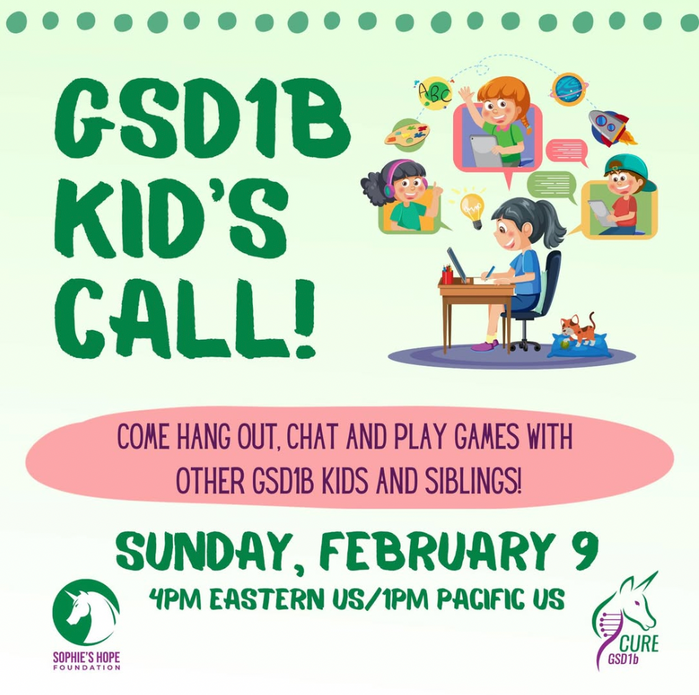 GSD1B
KID'S
CALL!
ABC
COME HANG OUT, CHAT AND PLAY GAMES WITH
OTHER GSD1B KIDS AND SIBLINGS!
SUNDAY, FEBRUARY 9
4PM EASTERN US/1PM PACIFIC US
SOPHIE'S HOPE
FOUNDATION
CURE
GSD1b